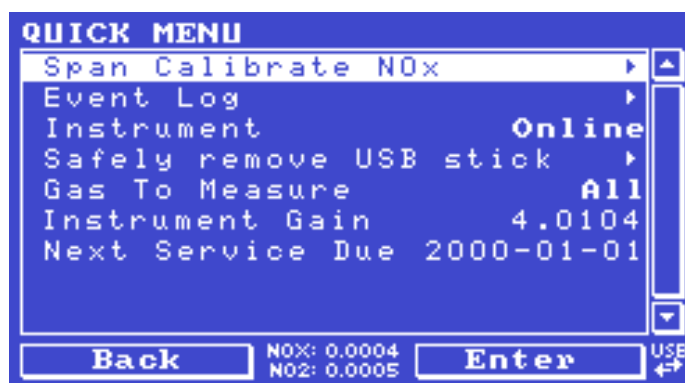 QUICK MENU
Span Calibrate NOx
Event Log
Instrument Online
Safely remove USB stick
Gas To Measure All
Instrument Gain 4.0104
Next Service Due 2000-01-01
Back
NOX: 0.0004
NO2: 0.0005
Enter
USB